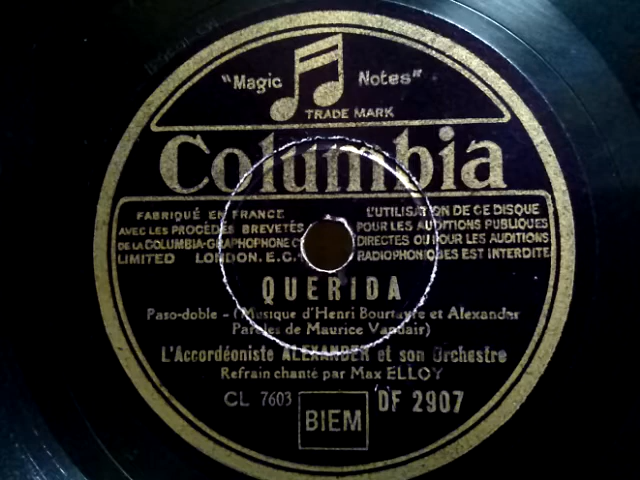 "Magic Notes"
TRADE MARK
Columbia
FABRIQUÉ EN FRANCE
AVEC LES PROCÉDÉS BREVETÉS
DE LA COLUMBIA-GRAPHOPHONE Co
LIMITED LONDON. E.C.
L'UTILISATION DE CE DISQUE
POUR LES AUDITIONS PUBLIQUES
DIRECTES OU POUR LES AUDITIONS
RADIOPHONIQUES EST INTERDITE
QUERIDA
Paso-doble - (Musique d'Henri Bourtayre et Alexander
Paroles de Maurice Vandair)
L'Accordéoniste ALEXANDER et son Orchestre
Refrain chanté par Max ELLOY
CL 7603
BIEM
DF 2907